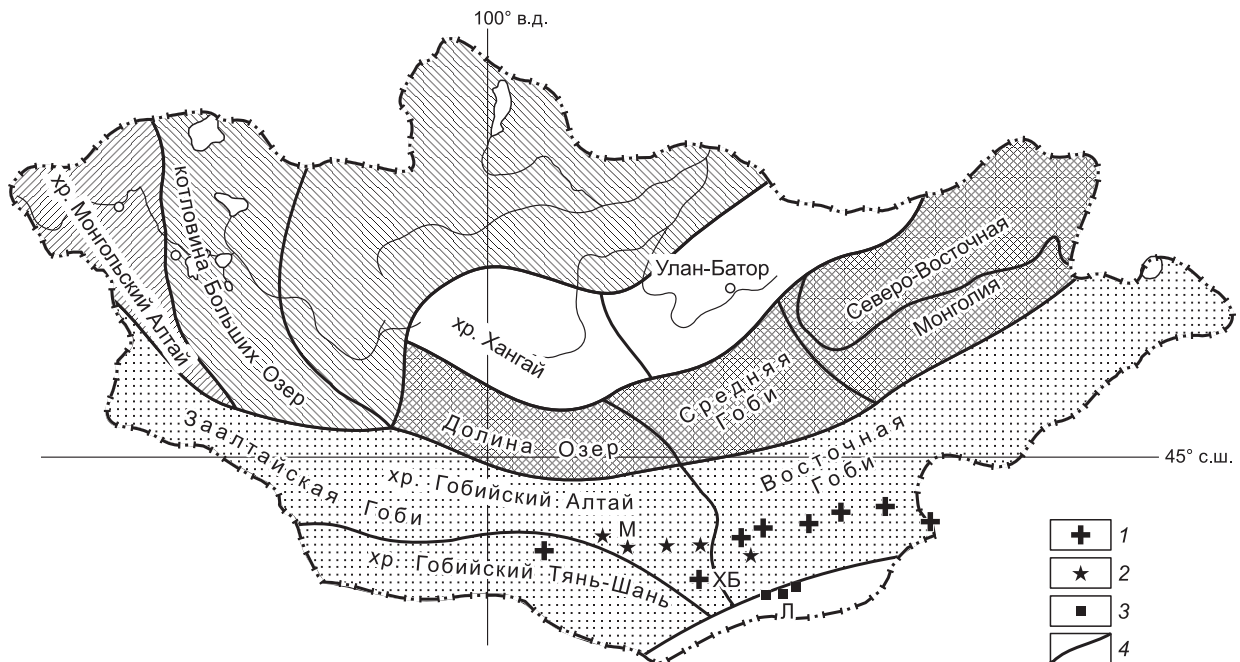 100° в.д.
хр. Монгольский Алтай
котловина Больших Озер
Улан-Батор
Северо-Восточная
Монголия
хр. Хангай
Средняя
Гоби
Долина Озер
Заалтайская
Гоби
хр. Гобийский Алтай
Восточная
Гоби
45° с.ш.
М
хр. Гобийский Тянь-Шань
ХБ
Л
1
2
3
4